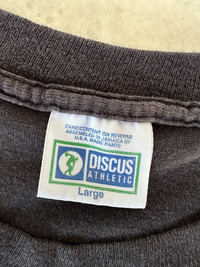 CARE/CONTENT ON REVERSE
ASSEMBLED IN JAMAICA OF
U.S.A. MADE PARTS
DISCUS
ATHLETIC
Large